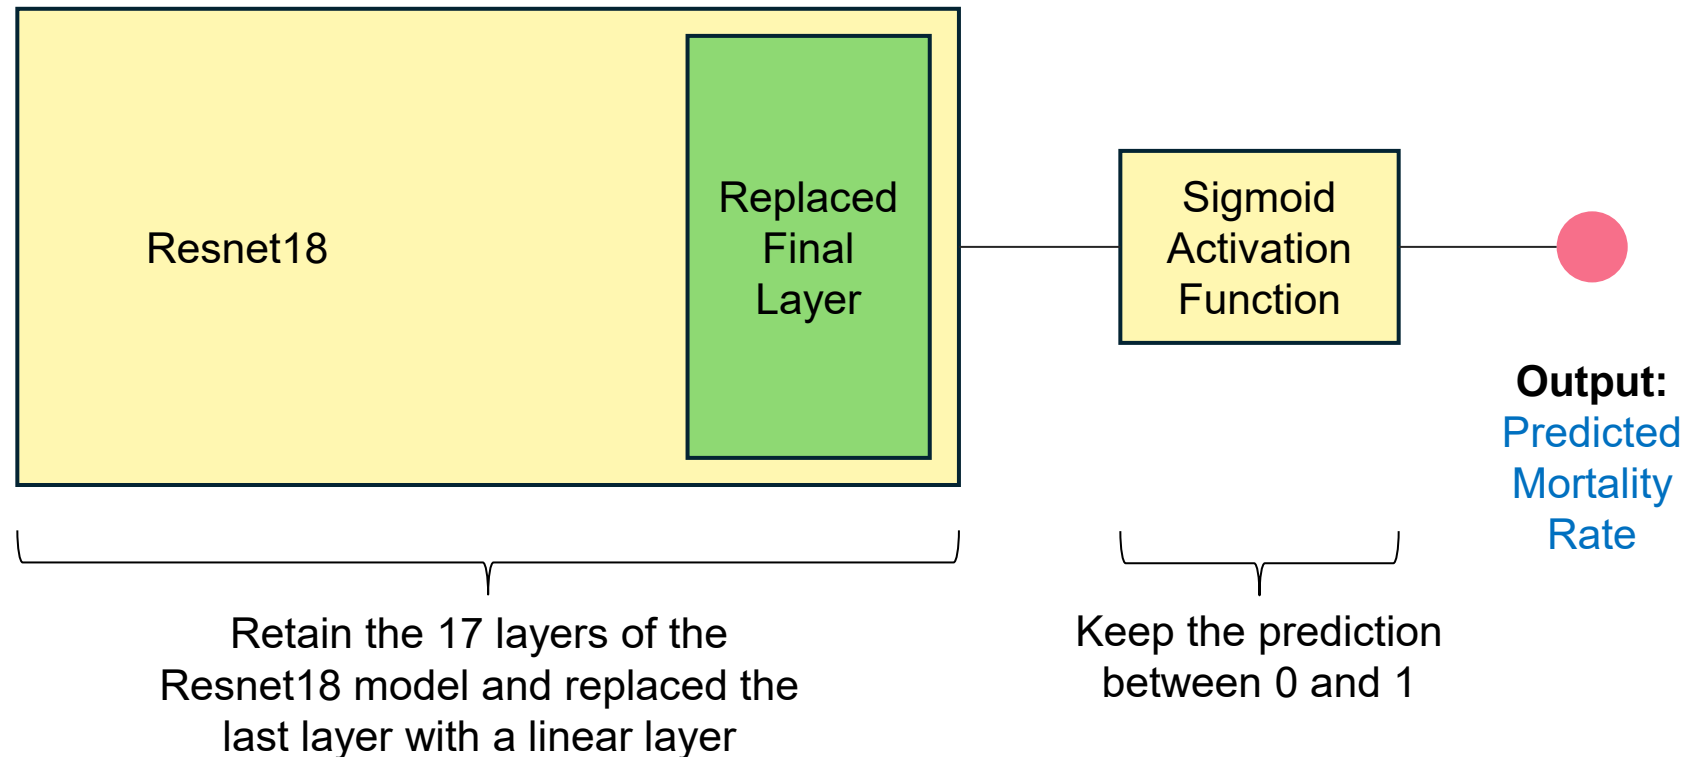 Resnet18
Replaced
Final
Layer
Sigmoid
Activation
Function
Output:
Predicted
Mortality
Rate
Retain the 17 layers of the
Resnet18 model and replaced the
last layer with a linear layer
Keep the prediction
between 0 and 1